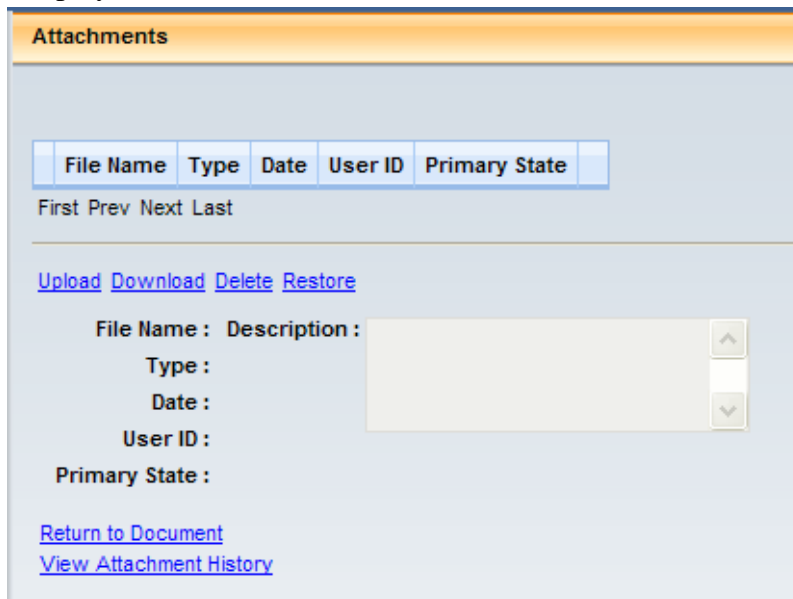 Attachments
File Name Type Date User ID Primary State
First Prev Next Last
Upload Download Delete Restore
File Name : Description :
Type :
Date :
User ID :
Primary State :
Return to Document
View Attachment History